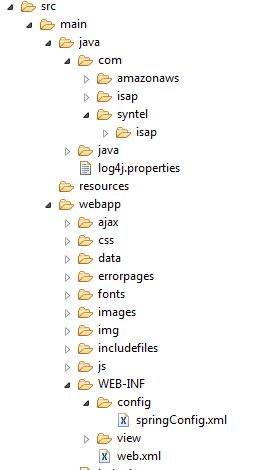 src
main
java
com
amazonaws
isap
syntel
isap
java
log4j.properties
resources
webapp
ajax
css
data
errorpages
fonts
images
img
includefiles
js
WEB-INF
config
springConfig.xml
view
web.xml